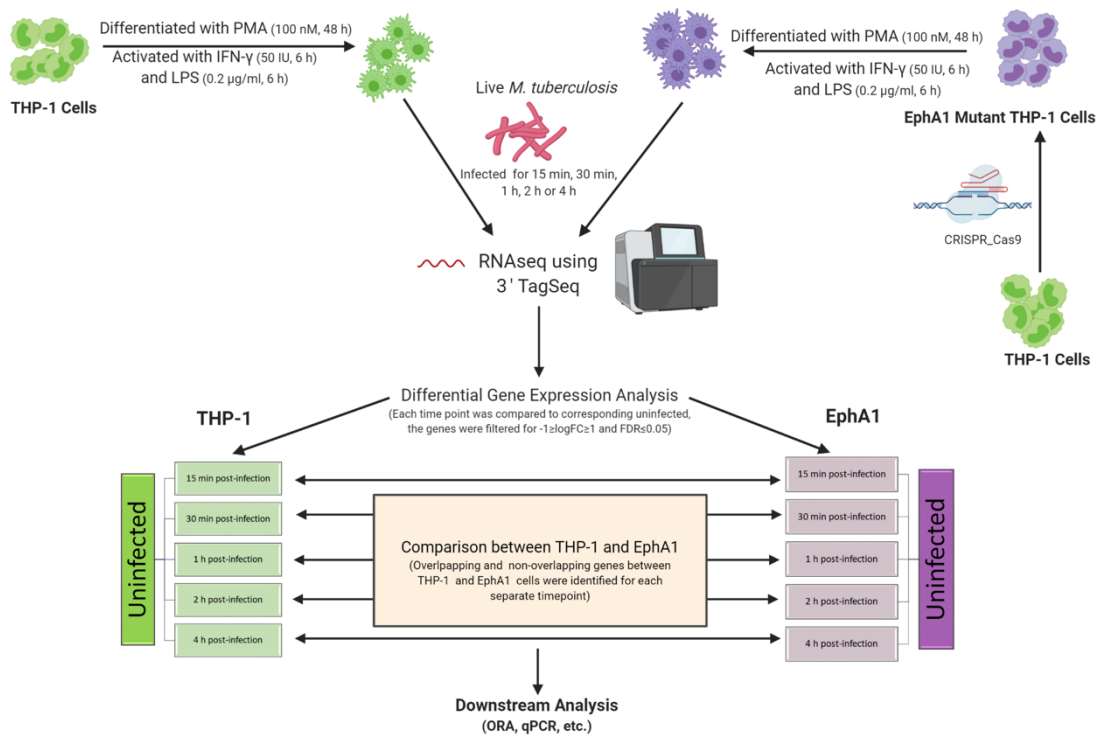 Differentiated with PMA (100 nM, 48 h)
Activated with IFN-γ (50 IU, 6 h)
and LPS (0.2 µg/ml, 6 h)
THP-1 Cells
Differentiated with PMA (100 nM, 48 h)
Activated with IFN-γ (50 IU, 6 h)
and LPS (0.2 µg/ml, 6 h)
EphA1 Mutant THP-1 Cells
Live M. tuberculosis
Infected for 15 min, 30 min,
1 h, 2 h or 4 h
CRISPR_Cas9
THP-1 Cells
RNAseq using
3' TagSeq
Differential Gene Expression Analysis
(Each time point was compared to corresponding uninfected,
the genes were filtered for -1≥logFC≥1 and FDR≤0.05)
THP-1
EphA1
Uninfected
15 min post-infection
30 min post-infection
1 h post-infection
2 h post-infection
4 h post-infection
Comparison between THP-1 and EphA1
(Overlpapping and non-overlapping genes between
THP-1 and EphA1 cells were identified for each
separate timepoint)
15 min post-infection
30 min post-infection
1 h post-infection
2 h post-infection
4 h post-infection
Uninfected
Downstream Analysis
(ORA, qPCR, etc.)